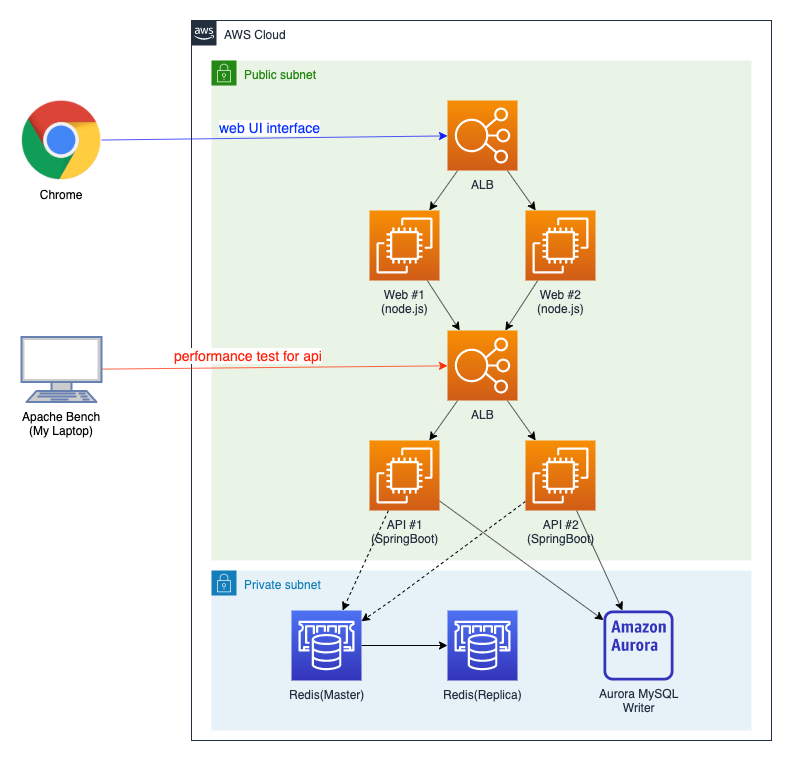 aws
AWS Cloud
Public subnet
web UI interface
Chrome
ALB
Web #1
(node.js)
Web #2
(node.js)
performance test for api
Apache Bench
(My Laptop)
ALB
API #1
(SpringBoot)
API #2
(SpringBoot)
Private subnet
Amazon
Aurora
Redis(Master)
Redis(Replica)
Aurora MySQL
Writer